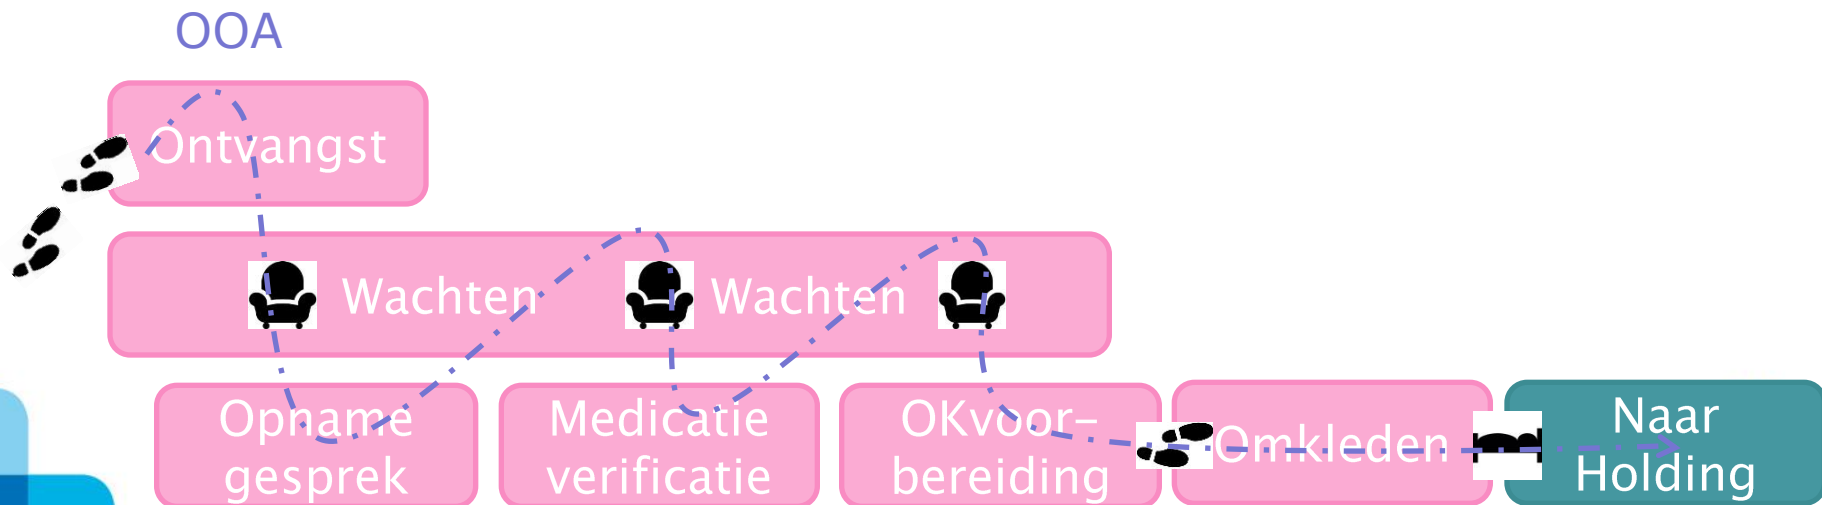 OOA
Ontvangst
Wachten
Wachten
Opname
gesprek
Medicatie
verificatie
OKvoor-
bereiding
Omkleden
Naar
Holding